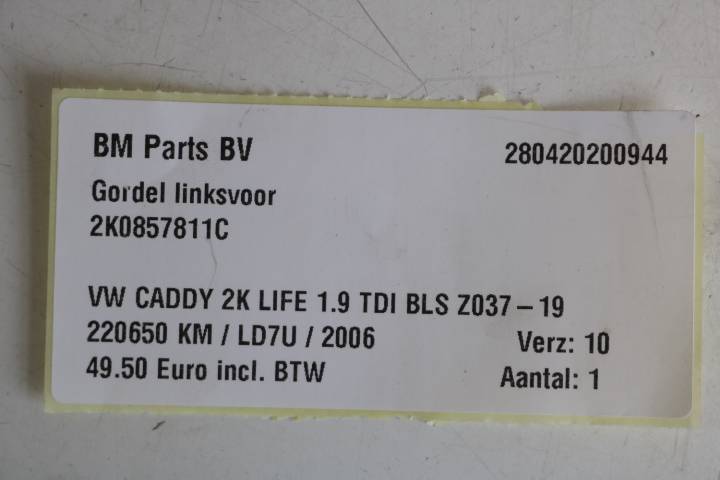 BM Parts BV 280420200944
Gordel linksvoor
2K0857811C
VW CADDY 2K LIFE 1.9 TDI BLS Z037-19
220650 KM / LD7U / 2006 Verz: 10
49.50 Euro incl. BTW Aantal: 1